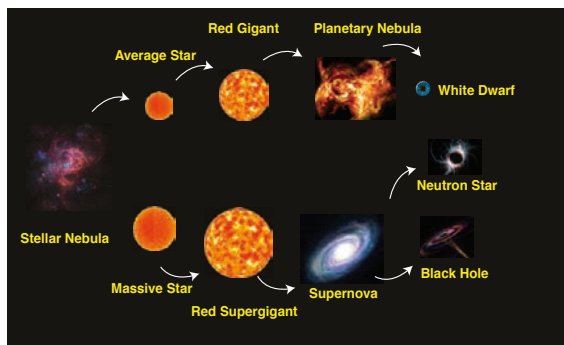 Red Gigant
Planetary Nebula
Average Star
White Dwarf
Neutron Star
Stellar Nebula
Black Hole
Massive Star
Supernova
Red Supergigant